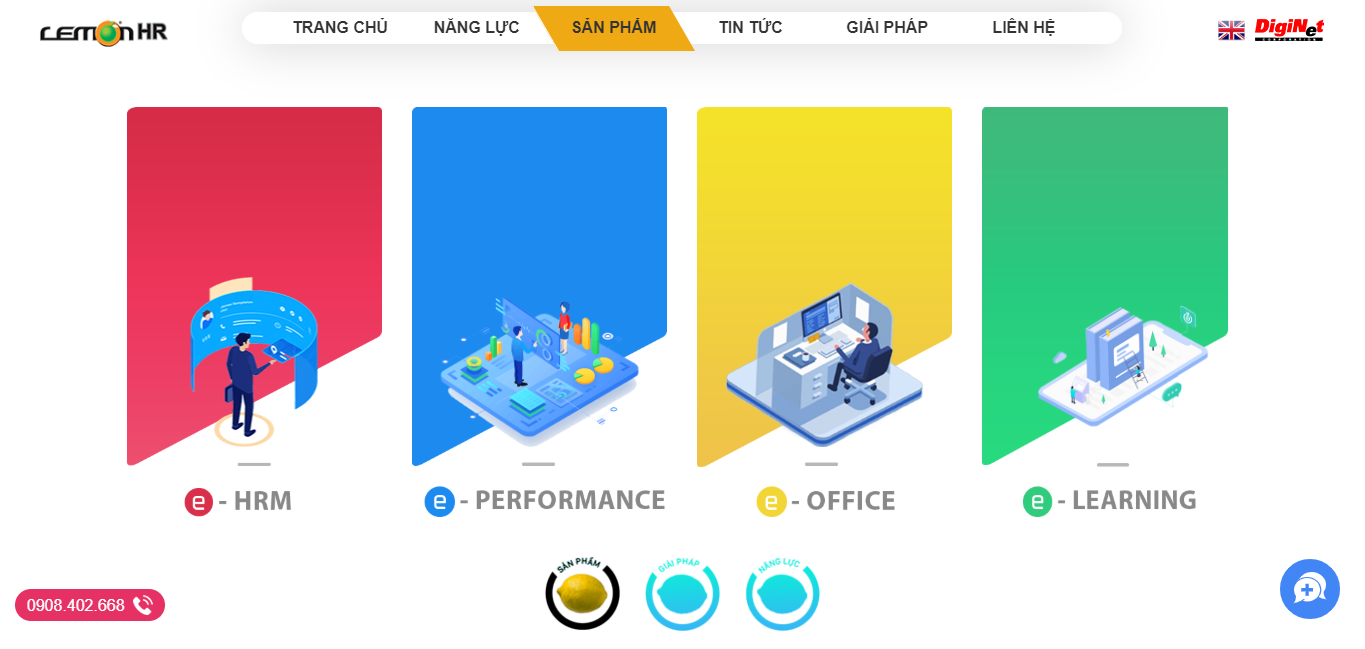 LEMON HR
TRANG CHỦ
NĂNG LỰC
SẢN PHẨM
TIN TỨC
GIẢI PHÁP
LIÊN HỆ
DigiNet
CORPORATION
e - HRM
e - PERFORMANCE
e - OFFICE
e - LEARNING
SẢN PHẨM
GIẢI PHÁP
NĂNG LỰC
0908.402.668